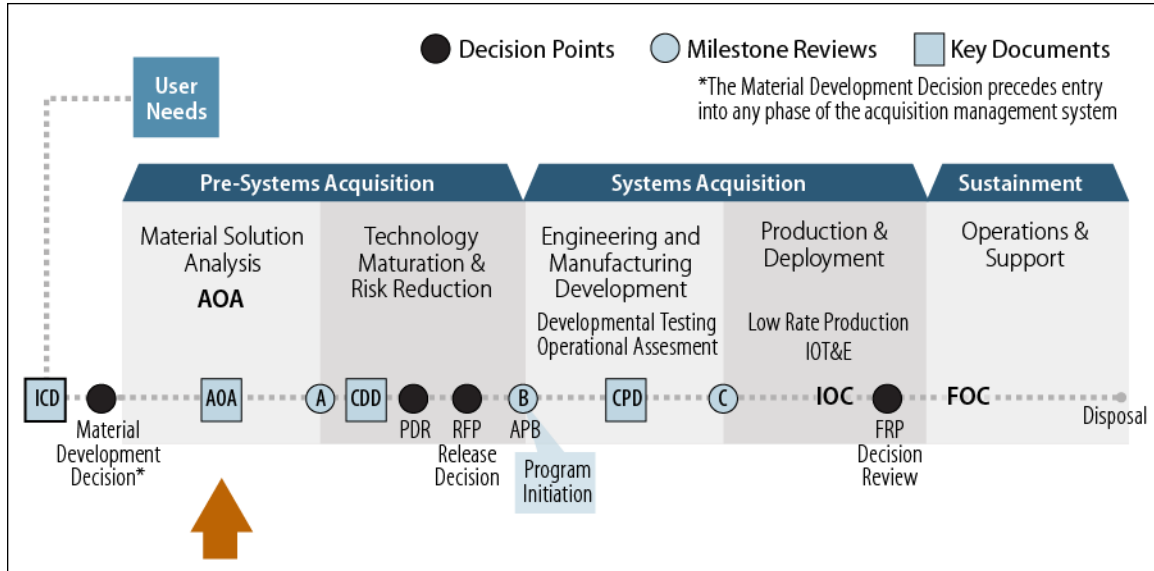 Decision Points
Milestone Reviews
Key Documents
*The Material Development Decision precedes entry
into any phase of the acquisition management system
User
Needs
Pre-Systems Acquisition
Systems Acquisition
Sustainment
Material Solution
Analysis
AOA
Technology
Maturation &
Risk Reduction
Engineering and
Manufacturing
Development
Developmental Testing
Operational Assesment
Production &
Deployment
Low Rate Production
IOT&E
Operations &
Support
ICD
AOA
A
CDD
B
CPD
C
IOC
FOC
Material
Development
Decision*
PDR
RFP
Release
Decision
APB
Program
Initiation
FRP
Decision
Review
Disposal